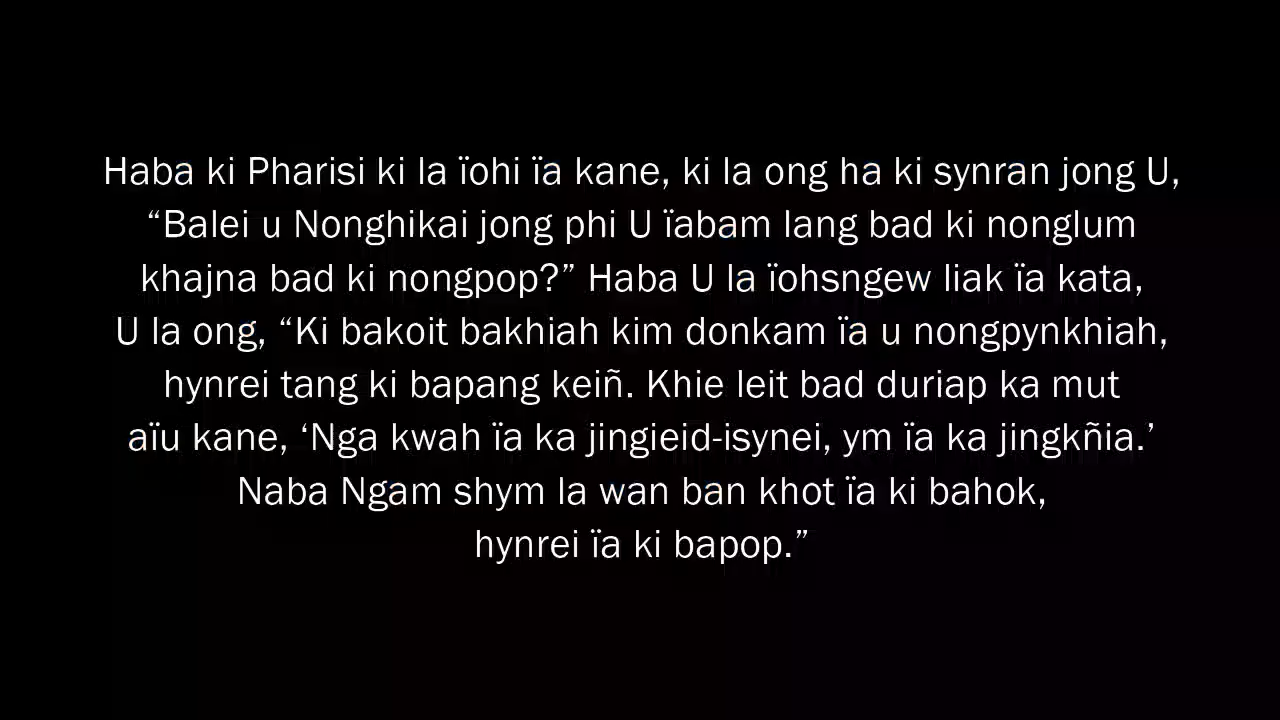 Haba ki Pharisi ki la ïohi ïa kane, ki la ong ha ki synran jong U,
“Balei u Nonghikai jong phi U ïabam lang bad ki nonglum
khajna bad ki nongpop?” Haba U la ïohsngew liak ïa kata,
U la ong, “Ki bakoit bakhiah kim donkam ïa u nongpynkhiah,
hynrei tang ki bapang keiñ. Khie leit bad duriap ka mut
aïu kane, ‘Nga kwah ïa ka jingieid-isynei, ym ïa ka jingkñia.’
Naba Ngam shym la wan ban khot ïa ki bahok,
hynrei ïa ki bapop.”